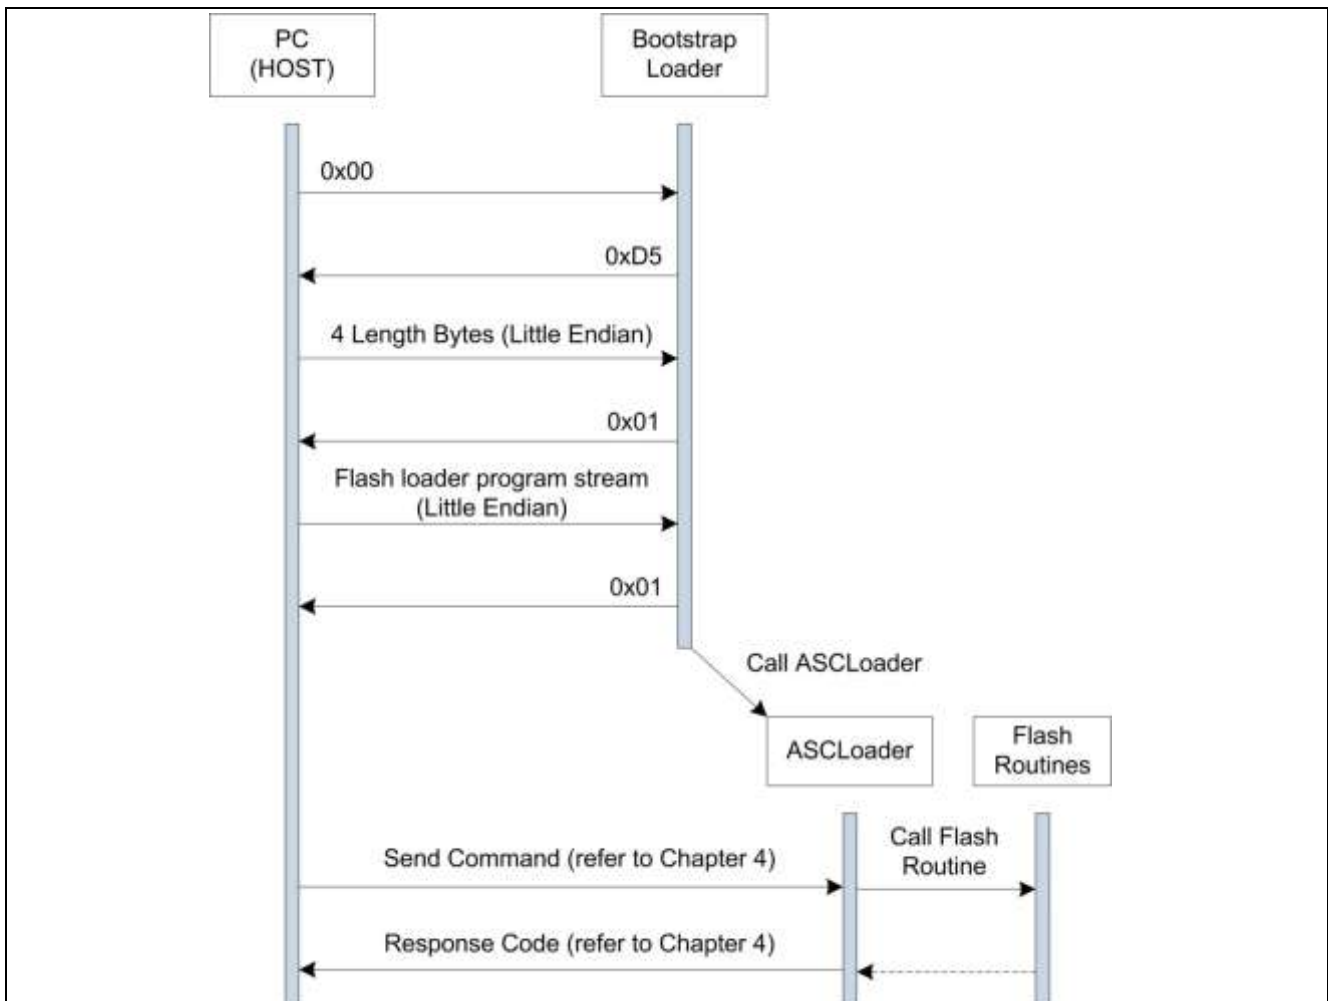 PC
(HOST)
Bootstrap
Loader
0x00
0xD5
4 Length Bytes (Little Endian)
0x01
Flash loader program stream
(Little Endian)
0x01
Call ASCLoader
ASCLoader
Flash
Routines
Call Flash
Routine
Send Command (refer to Chapter 4)
Response Code (refer to Chapter 4)